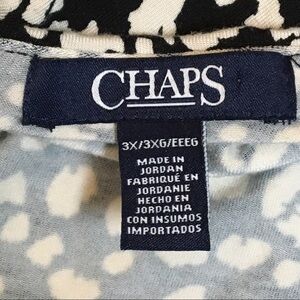 CHAPS
3X/3XG/EEEG
MADE IN
JORDAN
FABRIQUÉ EN
JORDANIE
HECHO EN
JORDANIA
CON INSUMOS
IMPORTADOS